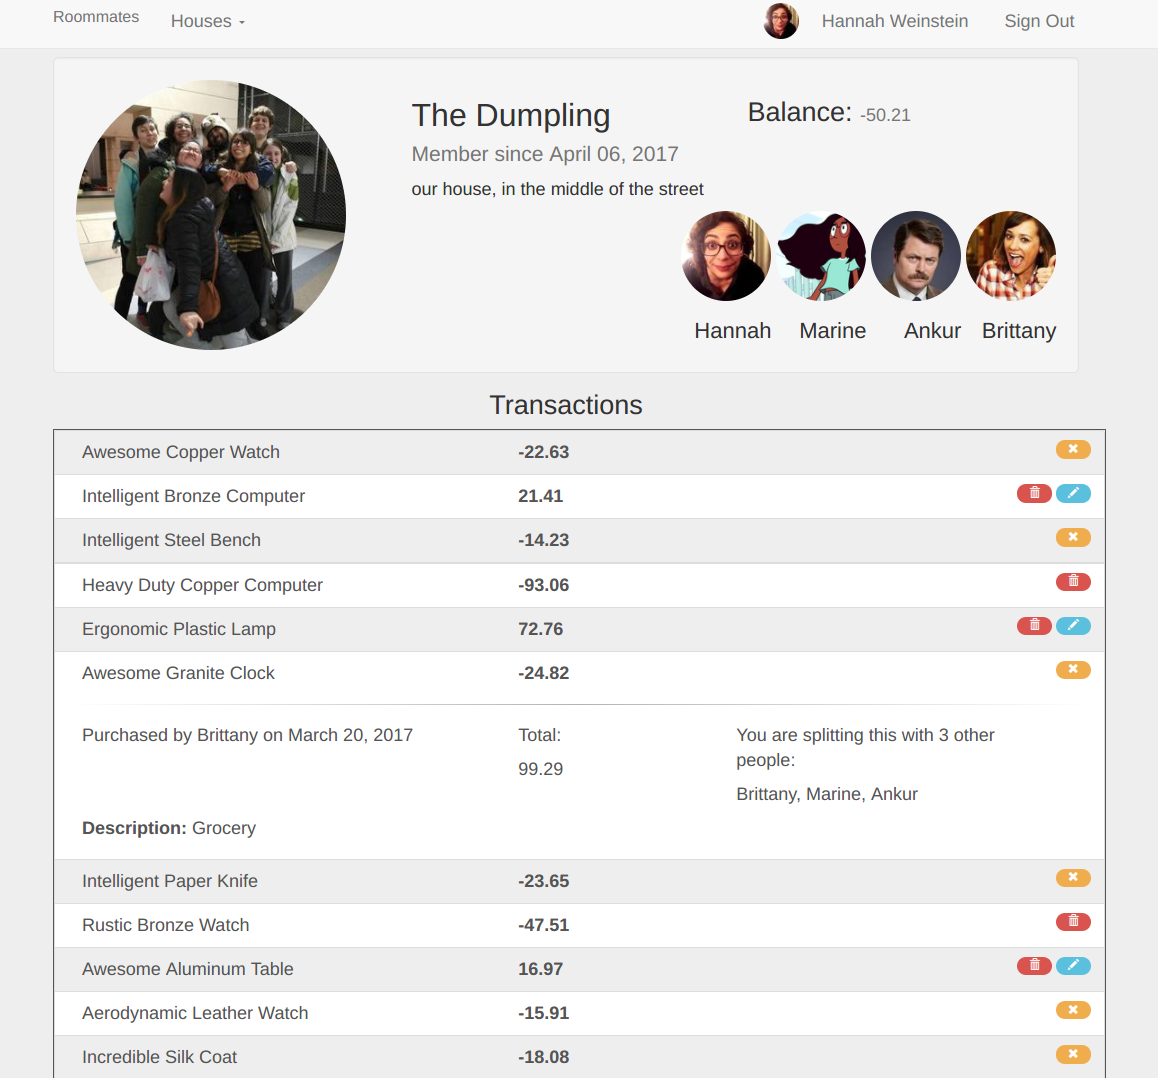 Roommates
Houses
Hannah Weinstein
Sign Out
The Dumpling
Balance: -50.21
Member since April 06, 2017
our house, in the middle of the street
Hannah
Marine
Ankur
Brittany
Transactions
Awesome Copper Watch -22.63
Intelligent Bronze Computer 21.41
Intelligent Steel Bench -14.23
Heavy Duty Copper Computer -93.06
Ergonomic Plastic Lamp 72.76
Awesome Granite Clock -24.82
Purchased by Brittany on March 20, 2017
Total:
99.29
You are splitting this with 3 other
people:
Brittany, Marine, Ankur
Description: Grocery
Intelligent Paper Knife -23.65
Rustic Bronze Watch -47.51
Awesome Aluminum Table 16.97
Aerodynamic Leather Watch -15.91
Incredible Silk Coat -18.08